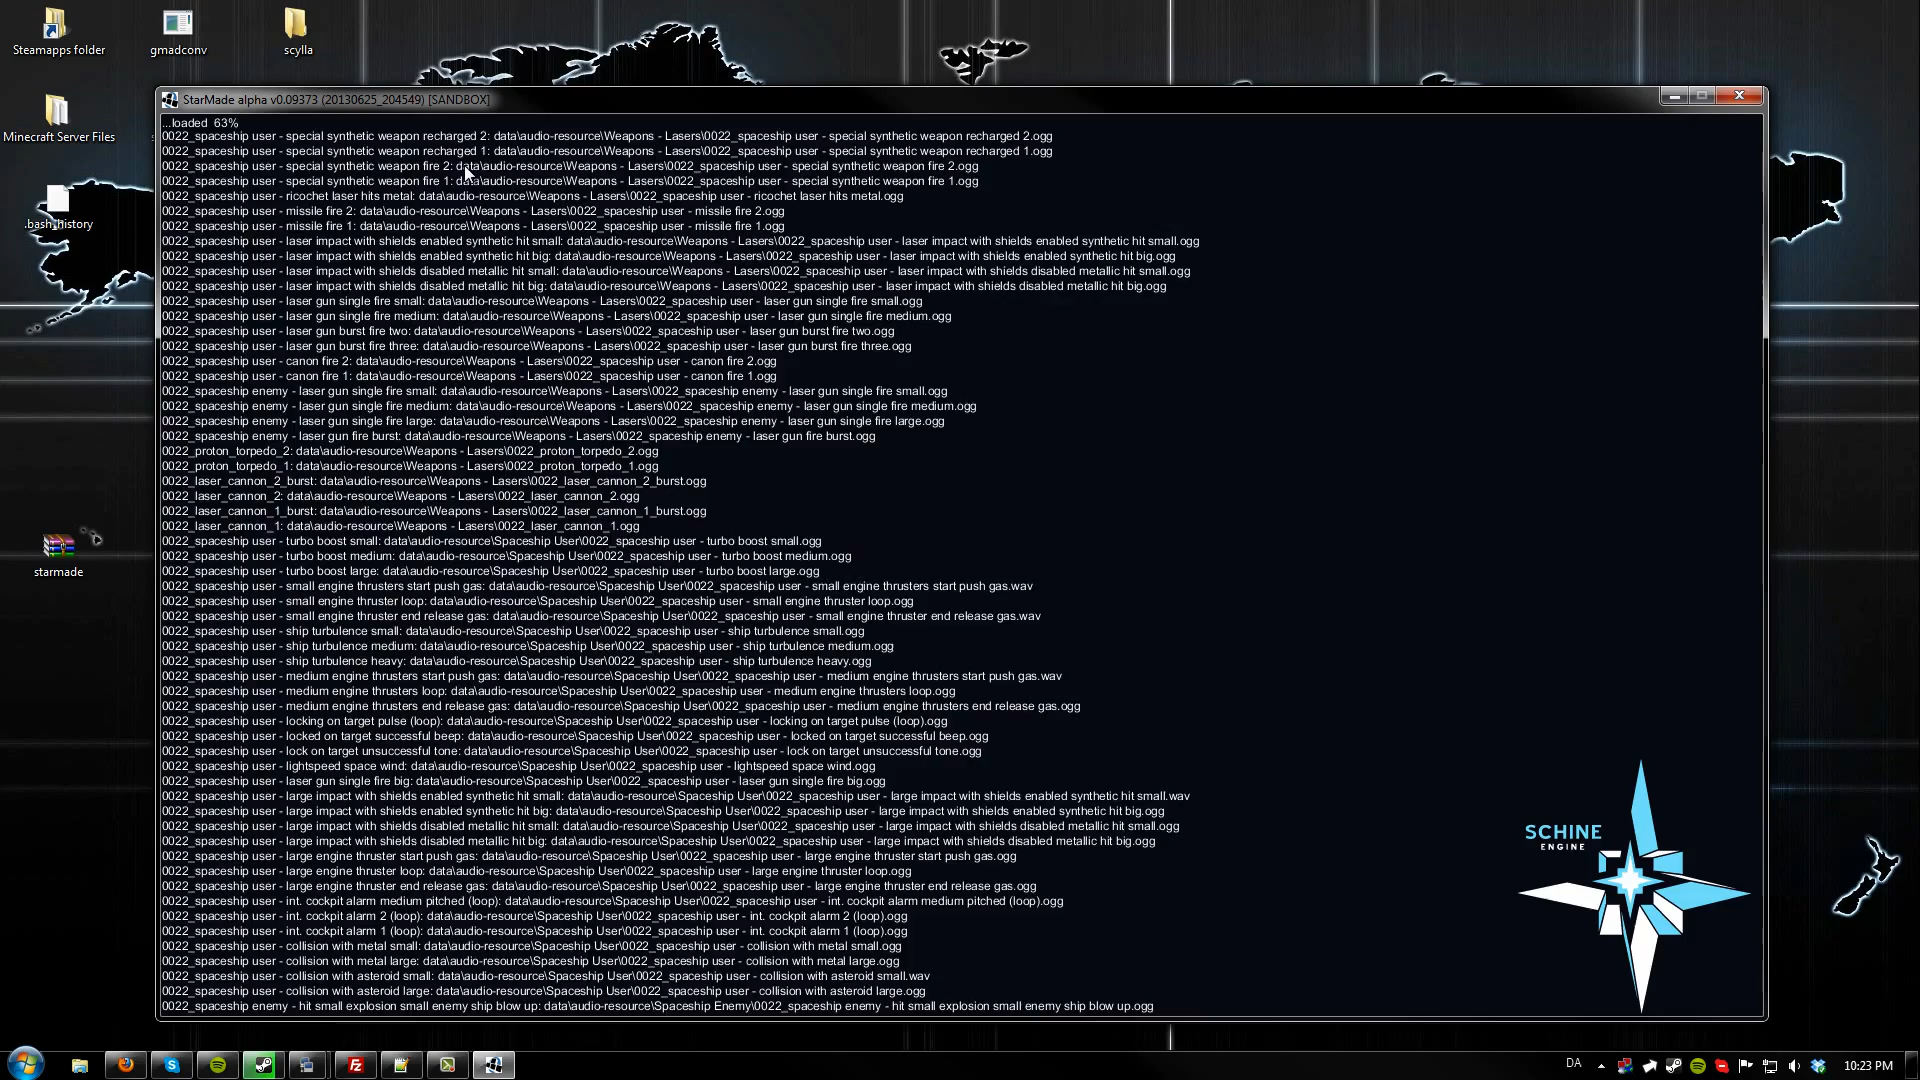 Steamapps folder
gmadconv
scylla
Minecraft Server Files
.bash_history
starmade
StarMade alpha v0.09373 (20130625_204549) [SANDBOX]
...loaded 63%
0022_spaceship user - special synthetic weapon recharged 2: data\audio-resource\Weapons - Lasers\0022_spaceship user - special synthetic weapon recharged 2.ogg
0022_spaceship user - special synthetic weapon recharged 1: data\audio-resource\Weapons - Lasers\0022_spaceship user - special synthetic weapon recharged 1.ogg
0022_spaceship user - special synthetic weapon fire 2: data\audio-resource\Weapons - Lasers\0022_spaceship user - special synthetic weapon fire 2.ogg
0022_spaceship user - special synthetic weapon fire 1: data\audio-resource\Weapons - Lasers\0022_spaceship user - special synthetic weapon fire 1.ogg
0022_spaceship user - ricochet laser hits metal: data\audio-resource\Weapons - Lasers\0022_spaceship user - ricochet laser hits metal.ogg
0022_spaceship user - missile fire 2: data\audio-resource\Weapons - Lasers\0022_spaceship user - missile fire 2.ogg
0022_spaceship user - missile fire 1: data\audio-resource\Weapons - Lasers\0022_spaceship user - missile fire 1.ogg
0022_spaceship user - laser impact with shields enabled synthetic hit small: data\audio-resource\Weapons - Lasers\0022_spaceship user - laser impact with shields enabled synthetic hit small.ogg
0022_spaceship user - laser impact with shields enabled synthetic hit big: data\audio-resource\Weapons - Lasers\0022_spaceship user - laser impact with shields enabled synthetic hit big.ogg
0022_spaceship user - laser impact with shields disabled metallic hit small: data\audio-resource\Weapons - Lasers\0022_spaceship user - laser impact with shields disabled metallic hit small.ogg
0022_spaceship user - laser impact with shields disabled metallic hit big: data\audio-resource\Weapons - Lasers\0022_spaceship user - laser impact with shields disabled metallic hit big.ogg
0022_spaceship user - laser gun single fire small: data\audio-resource\Weapons - Lasers\0022_spaceship user - laser gun single fire small.ogg
0022_spaceship user - laser gun single fire medium: data\audio-resource\Weapons - Lasers\0022_spaceship user - laser gun single fire medium.ogg
0022_spaceship user - laser gun burst fire two: data\audio-resource\Weapons - Lasers\0022_spaceship user - laser gun burst fire two.ogg
0022_spaceship user - laser gun burst fire three: data\audio-resource\Weapons - Lasers\0022_spaceship user - laser gun burst fire three.ogg
0022_spaceship user - canon fire 2: data\audio-resource\Weapons - Lasers\0022_spaceship user - canon fire 2.ogg
0022_spaceship user - canon fire 1: data\audio-resource\Weapons - Lasers\0022_spaceship user - canon fire 1.ogg
0022_spaceship enemy - laser gun single fire small: data\audio-resource\Weapons - Lasers\0022_spaceship enemy - laser gun single fire small.ogg
0022_spaceship enemy - laser gun single fire medium: data\audio-resource\Weapons - Lasers\0022_spaceship enemy - laser gun single fire medium.ogg
0022_spaceship enemy - laser gun single fire large: data\audio-resource\Weapons - Lasers\0022_spaceship enemy - laser gun single fire large.ogg
0022_spaceship enemy - laser gun fire burst: data\audio-resource\Weapons - Lasers\0022_spaceship enemy - laser gun fire burst.ogg
0022_proton_torpedo_2: data\audio-resource\Weapons - Lasers\0022_proton_torpedo_2.ogg
0022_proton_torpedo_1: data\audio-resource\Weapons - Lasers\0022_proton_torpedo_1.ogg
0022_laser_cannon_2_burst: data\audio-resource\Weapons - Lasers\0022_laser_cannon_2_burst.ogg
0022_laser_cannon_2: data\audio-resource\Weapons - Lasers\0022_laser_cannon_2.ogg
0022_laser_cannon_1_burst: data\audio-resource\Weapons - Lasers\0022_laser_cannon_1_burst.ogg
0022_laser_cannon_1: data\audio-resource\Weapons - Lasers\0022_laser_cannon_1.ogg
0022_spaceship user - turbo boost small: data\audio-resource\Spaceship User\0022_spaceship user - turbo boost small.ogg
0022_spaceship user - turbo boost medium: data\audio-resource\Spaceship User\0022_spaceship user - turbo boost medium.ogg
0022_spaceship user - turbo boost large: data\audio-resource\Spaceship User\0022_spaceship user - turbo boost large.ogg
0022_spaceship user - small engine thrusters start push gas: data\audio-resource\Spaceship User\0022_spaceship user - small engine thrusters start push gas.wav
0022_spaceship user - small engine thruster loop: data\audio-resource\Spaceship User\0022_spaceship user - small engine thruster loop.ogg
0022_spaceship user - small engine thruster end release gas: data\audio-resource\Spaceship User\0022_spaceship user - small engine thruster end release gas.wav
0022_spaceship user - ship turbulence small: data\audio-resource\Spaceship User\0022_spaceship user - ship turbulence small.ogg
0022_spaceship user - ship turbulence medium: data\audio-resource\Spaceship User\0022_spaceship user - ship turbulence medium.ogg
0022_spaceship user - ship turbulence heavy: data\audio-resource\Spaceship User\0022_spaceship user - ship turbulence heavy.ogg
0022_spaceship user - medium engine thrusters start push gas: data\audio-resource\Spaceship User\0022_spaceship user - medium engine thrusters start push gas.wav
0022_spaceship user - medium engine thrusters loop: data\audio-resource\Spaceship User\0022_spaceship user - medium engine thrusters loop.ogg
0022_spaceship user - medium engine thrusters end release gas: data\audio-resource\Spaceship User\0022_spaceship user - medium engine thrusters end release gas.ogg
0022_spaceship user - locking on target pulse (loop): data\audio-resource\Spaceship User\0022_spaceship user - locking on target pulse (loop).ogg
0022_spaceship user - locked on target successful beep: data\audio-resource\Spaceship User\0022_spaceship user - locked on target successful beep.ogg
0022_spaceship user - lock on target unsuccessful tone: data\audio-resource\Spaceship User\0022_spaceship user - lock on target unsuccessful tone.ogg
0022_spaceship user - lightspeed space wind: data\audio-resource\Spaceship User\0022_spaceship user - lightspeed space wind.ogg
0022_spaceship user - laser gun single fire big: data\audio-resource\Spaceship User\0022_spaceship user - laser gun single fire big.ogg
0022_spaceship user - large impact with shields enabled synthetic hit small: data\audio-resource\Spaceship User\0022_spaceship user - large impact with shields enabled synthetic hit small.wav
0022_spaceship user - large impact with shields enabled synthetic hit big: data\audio-resource\Spaceship User\0022_spaceship user - large impact with shields enabled synthetic hit big.ogg
0022_spaceship user - large impact with shields disabled metallic hit small: data\audio-resource\Spaceship User\0022_spaceship user - large impact with shields disabled metallic hit small.ogg
0022_spaceship user - large impact with shields disabled metallic hit big: data\audio-resource\Spaceship User\0022_spaceship user - large impact with shields disabled metallic hit big.ogg
0022_spaceship user - large engine thruster start push gas: data\audio-resource\Spaceship User\0022_spaceship user - large engine thruster start push gas.ogg
0022_spaceship user - large engine thruster loop: data\audio-resource\Spaceship User\0022_spaceship user - large engine thruster loop.ogg
0022_spaceship user - large engine thruster end release gas: data\audio-resource\Spaceship User\0022_spaceship user - large engine thruster end release gas.ogg
0022_spaceship user - int. cockpit alarm medium pitched (loop): data\audio-resource\Spaceship User\0022_spaceship user - int. cockpit alarm medium pitched (loop).ogg
0022_spaceship user - int. cockpit alarm 2 (loop): data\audio-resource\Spaceship User\0022_spaceship user - int. cockpit alarm 2 (loop).ogg
0022_spaceship user - int. cockpit alarm 1 (loop): data\audio-resource\Spaceship User\0022_spaceship user - int. cockpit alarm 1 (loop).ogg
0022_spaceship user - collision with metal small: data\audio-resource\Spaceship User\0022_spaceship user - collision with metal small.ogg
0022_spaceship user - collision with metal large: data\audio-resource\Spaceship User\0022_spaceship user - collision with metal large.ogg
0022_spaceship user - collision with asteroid small: data\audio-resource\Spaceship User\0022_spaceship user - collision with asteroid small.wav
0022_spaceship user - collision with asteroid large: data\audio-resource\Spaceship User\0022_spaceship user - collision with asteroid large.ogg
0022_spaceship enemy - hit small explosion small enemy ship blow up: data\audio-resource\Spaceship Enemy\0022_spaceship enemy - hit small explosion small enemy ship blow up.ogg
SCHINE
ENGINE
DA
10:23 PM